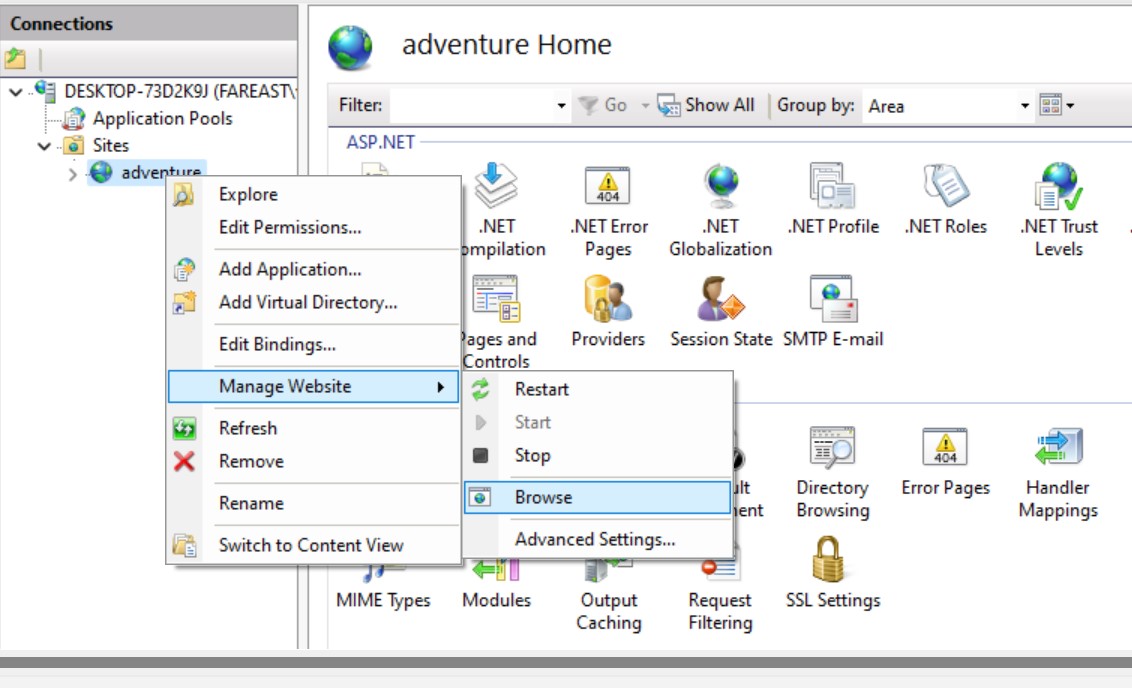 Connections
adventure Home
DESKTOP-73D2K9J (FAREAST\
Application Pools
Sites
adventure
Filter:
Go
Show All
Group by:
Area
ASP.NET
.NET
ompilation
.NET Error
Pages
.NET
Globalization
.NET Profile
.NET Roles
.NET Trust
Levels
Pages and
Controls
Providers
Session State
SMTP E-mail
Explore
Edit Permissions...
Add Application...
Add Virtual Directory...
Edit Bindings...
Manage Website
Refresh
Remove
Rename
Switch to Content View
Restart
Start
Stop
Browse
Advanced Settings...
Directory
Browsing
404
Error Pages
Handler
Mappings
MIME Types
Modules
Output
Caching
Request
Filtering
SSL Settings